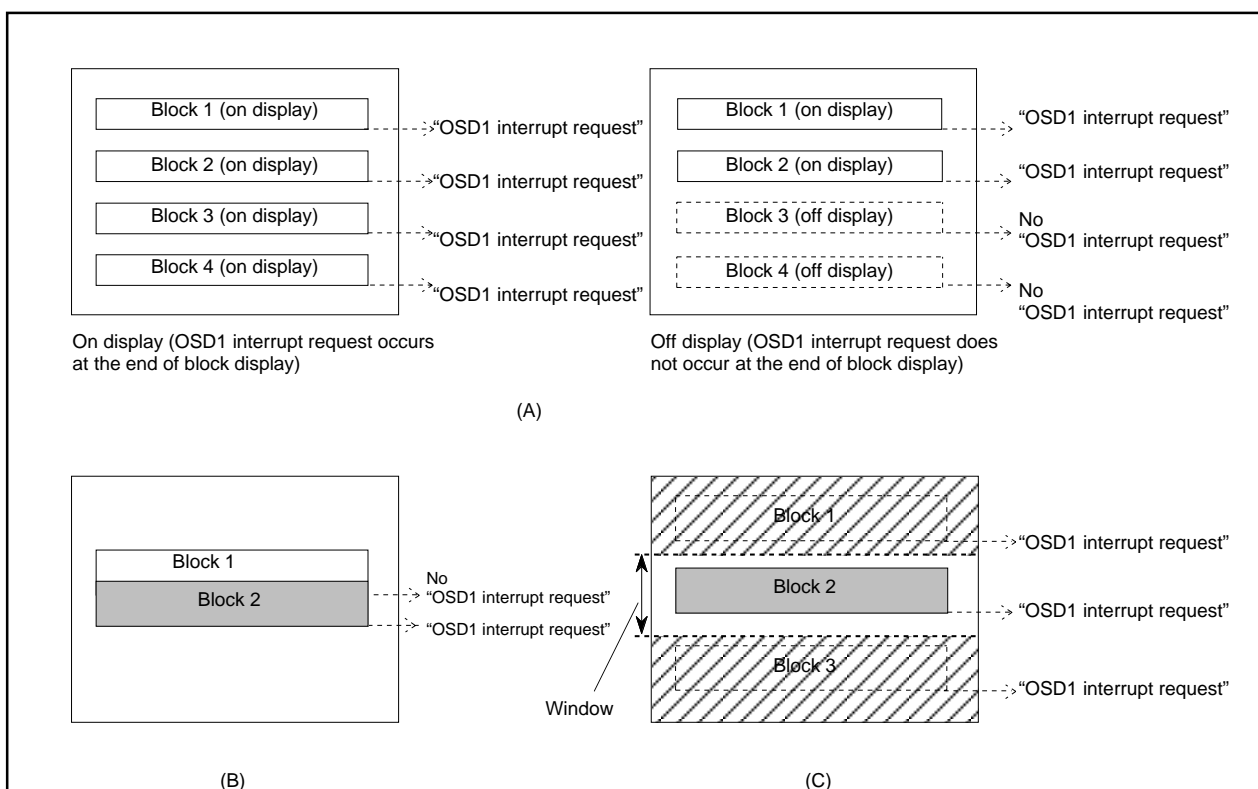 Block 1 (on display)
“OSD1 interrupt request”
Block 2 (on display)
“OSD1 interrupt request”
Block 3 (on display)
“OSD1 interrupt request”
Block 4 (on display)
“OSD1 interrupt request”
On display (OSD1 interrupt request occurs
at the end of block display)
Block 1 (on display)
“OSD1 interrupt request”
Block 2 (on display)
“OSD1 interrupt request”
Block 3 (off display)
No
“OSD1 interrupt request”
Block 4 (off display)
No
“OSD1 interrupt request”
Off display (OSD1 interrupt request does
not occur at the end of block display)
(A)
Block 1
Block 2
No
“OSD1 interrupt request”
“OSD1 interrupt request”
(B)
Block 1
“OSD1 interrupt request”
Block 2
“OSD1 interrupt request”
Block 3
“OSD1 interrupt request”
Window
(C)